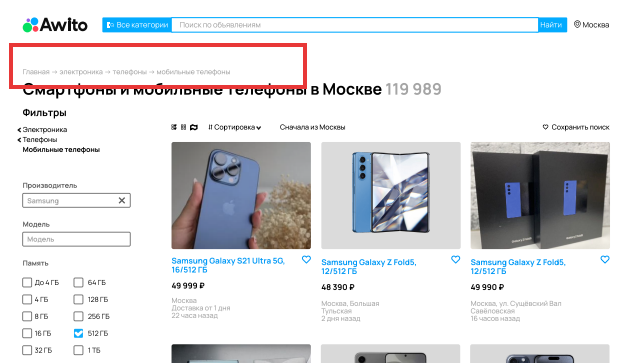 Awito
Все категории
Поиск по объявлениям
Найти
Москва
Главная → электроника → телефоны → мобильные телефоны
Смартфоны и мобильные телефоны в Москве 119 989
Фильтры
Электроника
Телефоны
Мобильные телефоны
Сортировка
Сначала из Москвы
Сохранить поиск
Производитель
Samsung
Модель
Модель
Память
До 4 ГБ
64 ГБ
4 ГБ
128 ГБ
8 ГБ
256 ГБ
16 ГБ
512 ГБ
32 ГБ
1 ТБ
Samsung Galaxy S21 Ultra 5G,
16/512 ГБ
49 999 ₽
Москва
Доставка от 1 дня
22 часа назад
Samsung Galaxy Z Fold5,
12/512 ГБ
48 390 ₽
Москва, Большая
Тульская
2 дня назад
Samsung Galaxy Z Fold5,
12/512 ГБ
49 990 ₽
Москва, ул. Сущёвский Вал
Савёловская
16 часов назад